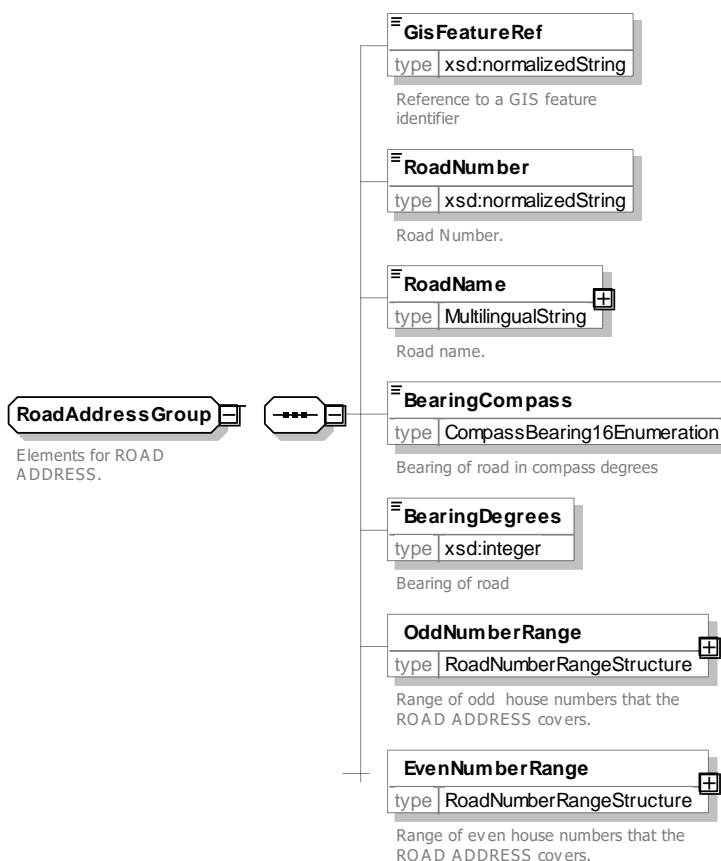 GisFeatureRef
type xsd:normalizedString
Reference to a GIS feature
identifier
RoadNumber
type xsd:normalizedString
Road Number.
RoadName
type MultilingualString
Road name.
RoadAddressGroup
Elements for ROAD
ADDRESS.
BearingCompass
type CompassBearing16Enumeration
Bearing of road in compass degrees
BearingDegrees
type xsd:integer
Bearing of road
OddNumberRange
type RoadNumberRangeStructure
Range of odd house numbers that the
ROAD ADDRESS covers.
EvenNumberRange
type RoadNumberRangeStructure
Range of even house numbers that the
ROAD ADDRESS covers.